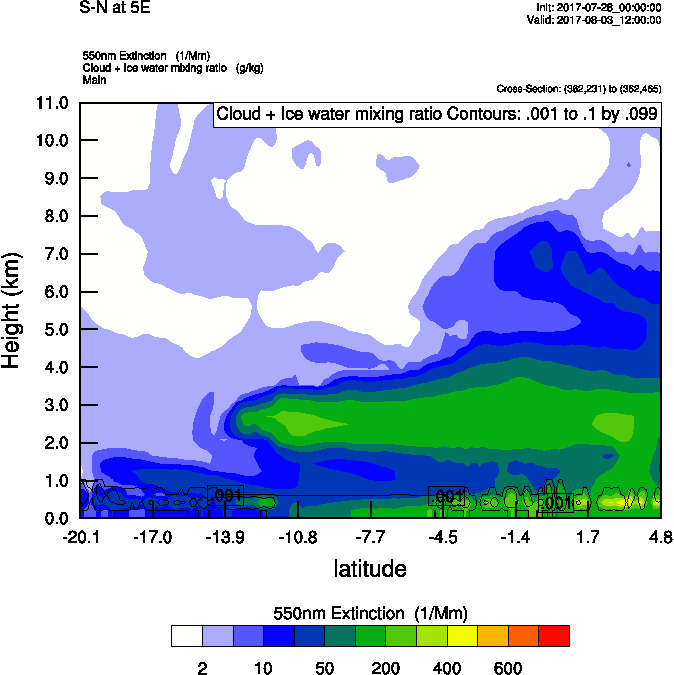 S-N at 5E
Init: 2017-07-28_00:00:00
Valid: 2017-08-03_12:00:00
550nm Extinction (1/Mm)
Cloud + Ice water mixing ratio (g/kg)
Main
Cross-Section: (362,231) to (362,465)
Cloud + Ice water mixing ratio Contours: .001 to .1 by .099
11.0
10.0
9.0
8.0
7.0
6.0
5.0
4.0
3.0
2.0
1.0
0.0
Height (km)
.001 .001 .001
-20.1 -17.0 -13.9 -10.8 -7.7 -4.5 -1.4 1.7 4.8
latitude
550nm Extinction (1/Mm)
2 10 50 200 400 600